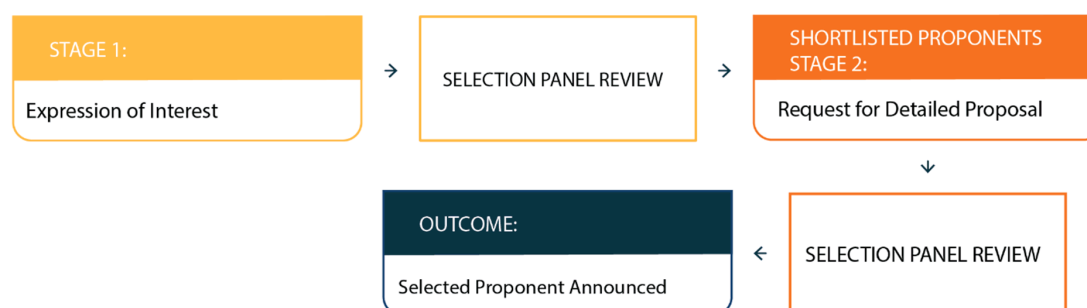 STAGE 1:
Expression of Interest
SELECTION PANEL REVIEW
SHORTLISTED PROPONENTS
STAGE 2:
Request for Detailed Proposal
SELECTION PANEL REVIEW
OUTCOME:
Selected Proponent Announced